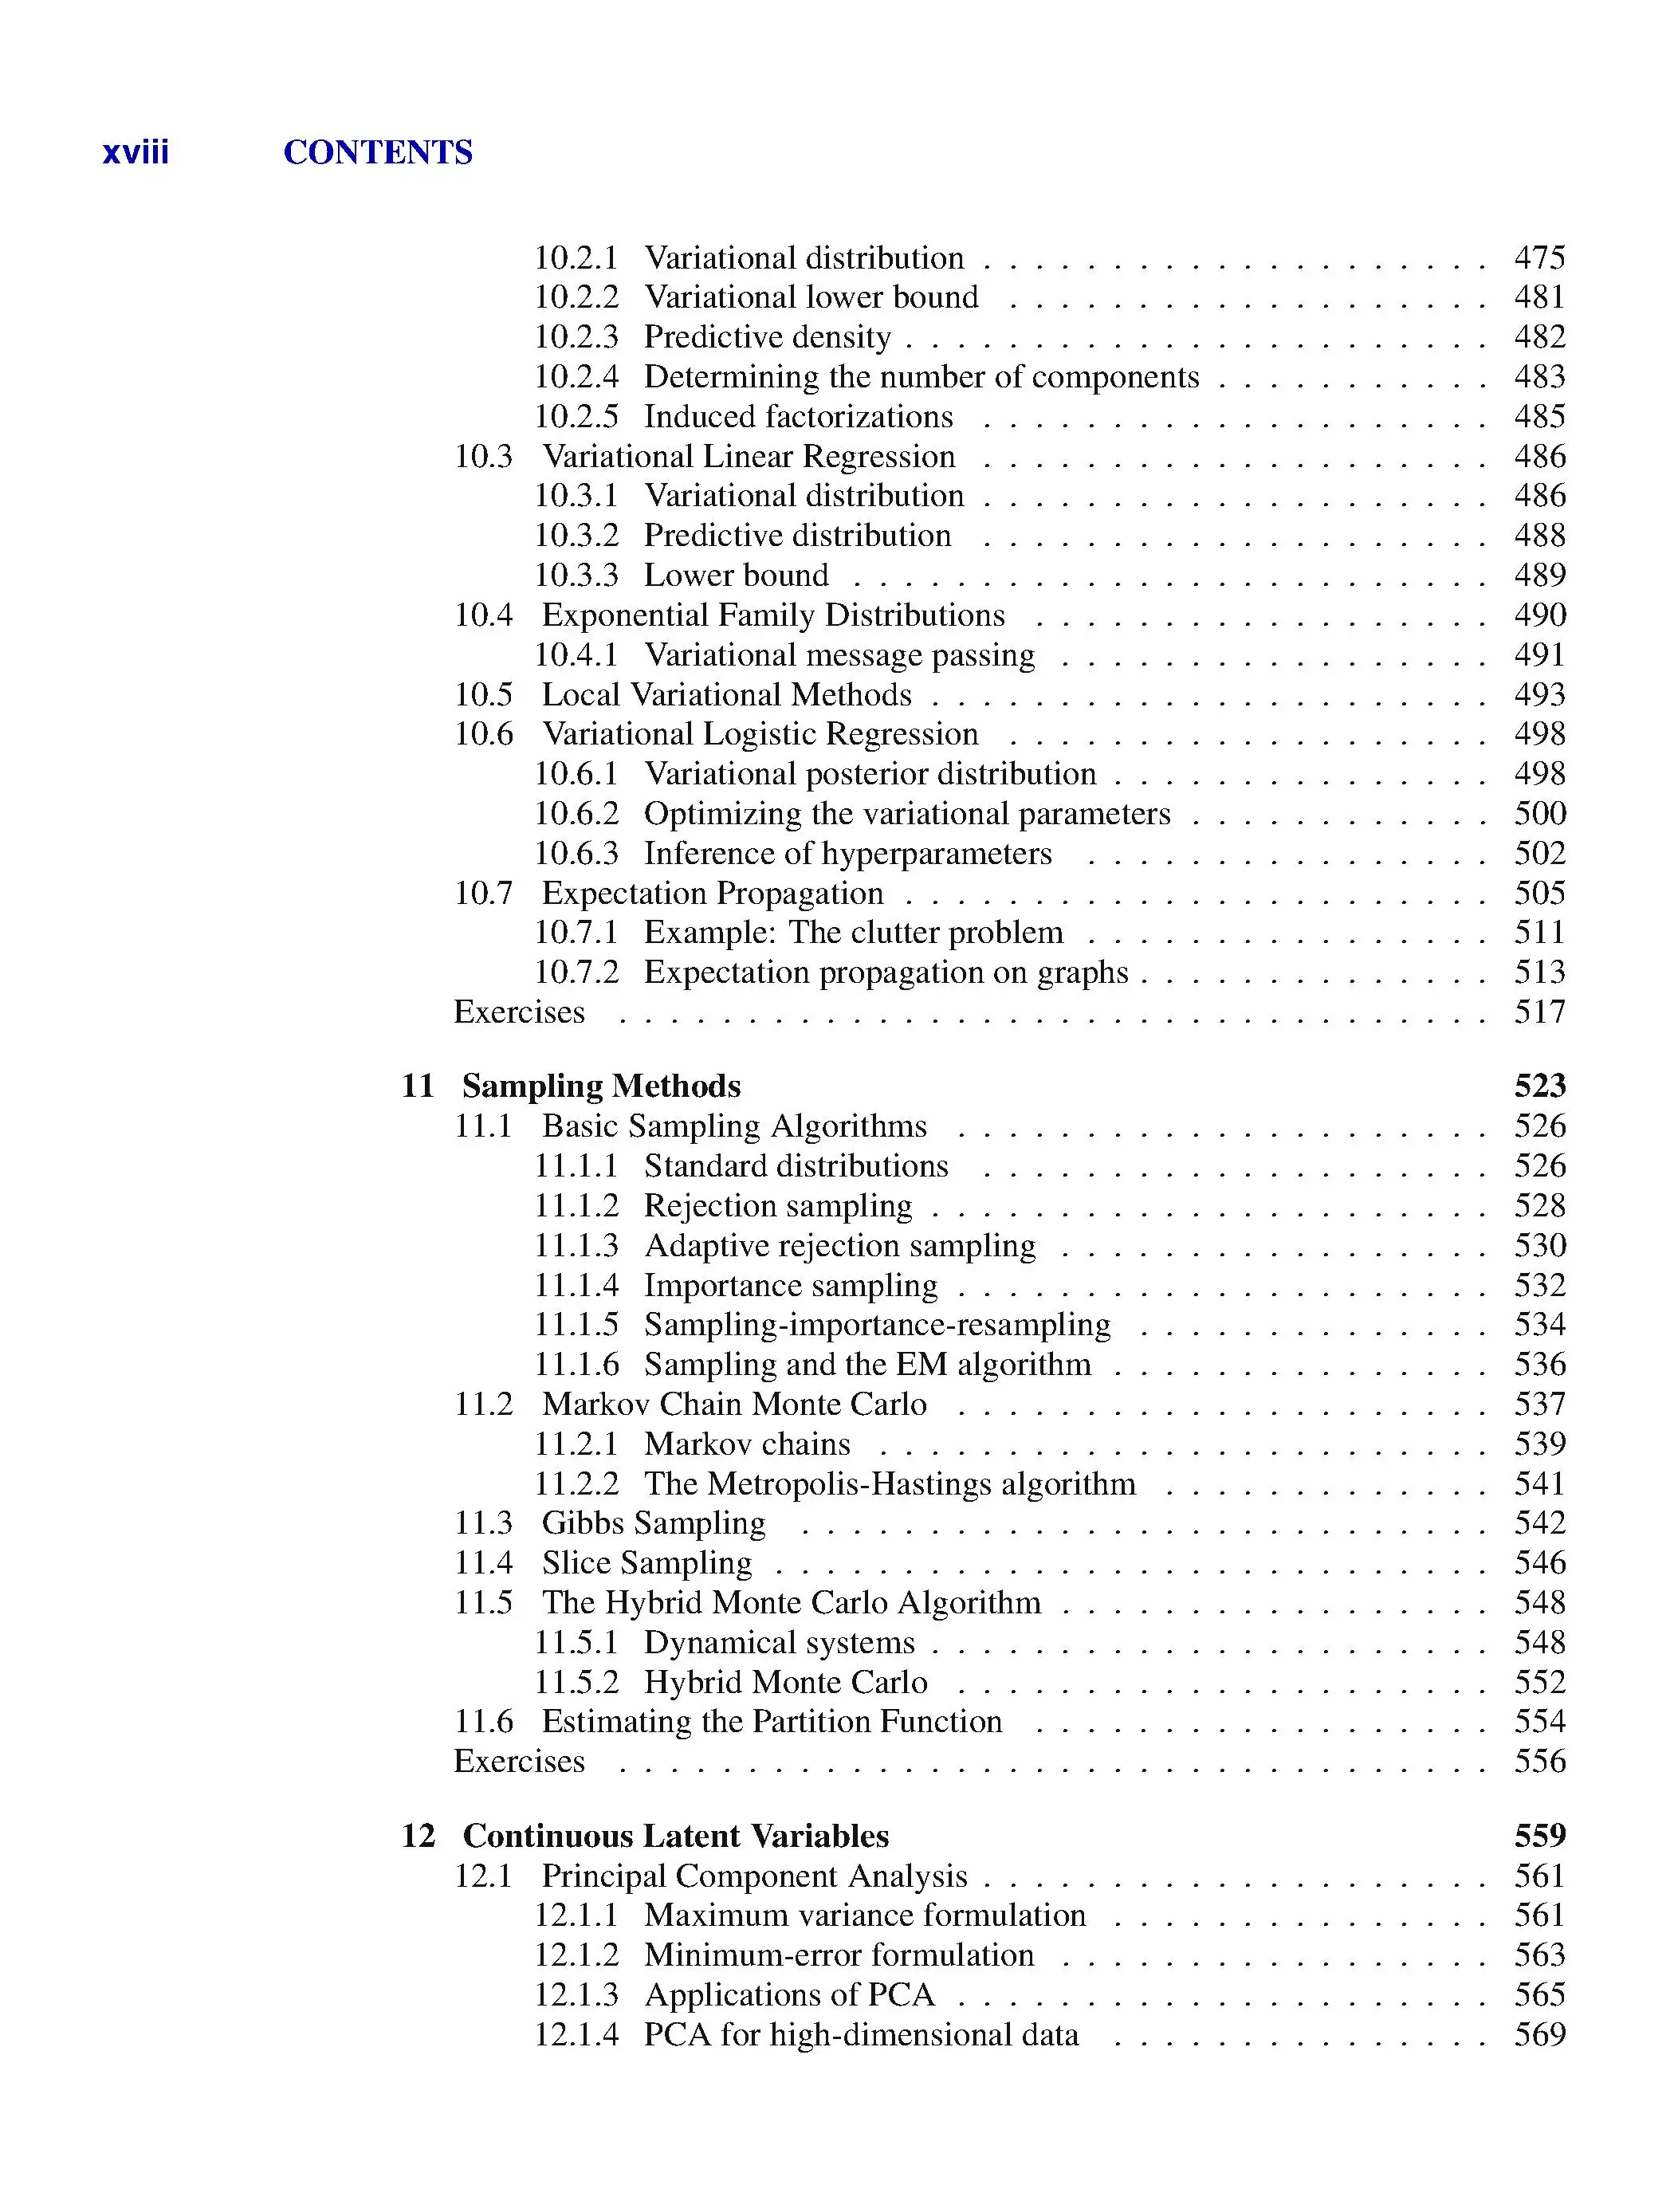 xviii CONTENTS
10.2.1 Variational distribution . . . . . . . . . . . . . . . . . . . . 475
10.2.2 Variational lower bound . . . . . . . . . . . . . . . . . . . 481
10.2.3 Predictive density . . . . . . . . . . . . . . . . . . . . . . . 482
10.2.4 Determining the number of components . . . . . . . . . . . 483
10.2.5 Induced factorizations . . . . . . . . . . . . . . . . . . . . 485
10.3 Variational Linear Regression . . . . . . . . . . . . . . . . . . . . 486
10.3.1 Variational distribution . . . . . . . . . . . . . . . . . . . . 486
10.3.2 Predictive distribution . . . . . . . . . . . . . . . . . . . . 488
10.3.3 Lower bound . . . . . . . . . . . . . . . . . . . . . . . . . 489
10.4 Exponential Family Distributions . . . . . . . . . . . . . . . . . . 490
10.4.1 Variational message passing . . . . . . . . . . . . . . . . . 491
10.5 Local Variational Methods . . . . . . . . . . . . . . . . . . . . . . 493
10.6 Variational Logistic Regression . . . . . . . . . . . . . . . . . . . 498
10.6.1 Variational posterior distribution . . . . . . . . . . . . . . . 498
10.6.2 Optimizing the variational parameters . . . . . . . . . . . . 500
10.6.3 Inference of hyperparameters . . . . . . . . . . . . . . . . 502
10.7 Expectation Propagation . . . . . . . . . . . . . . . . . . . . . . . 505
10.7.1 Example: The clutter problem . . . . . . . . . . . . . . . . 511
10.7.2 Expectation propagation on graphs . . . . . . . . . . . . . . 513
Exercises . . . . . . . . . . . . . . . . . . . . . . . . . . . . . . . . . . 517
11 Sampling Methods 523
11.1 Basic Sampling Algorithms . . . . . . . . . . . . . . . . . . . . . 526
11.1.1 Standard distributions . . . . . . . . . . . . . . . . . . . . 526
11.1.2 Rejection sampling . . . . . . . . . . . . . . . . . . . . . . 528
11.1.3 Adaptive rejection sampling . . . . . . . . . . . . . . . . . 530
11.1.4 Importance sampling . . . . . . . . . . . . . . . . . . . . . 532
11.1.5 Sampling-importance-resampling . . . . . . . . . . . . . . 534
11.1.6 Sampling and the EM algorithm . . . . . . . . . . . . . . . 536
11.2 Markov Chain Monte Carlo . . . . . . . . . . . . . . . . . . . . . 537
11.2.1 Markov chains . . . . . . . . . . . . . . . . . . . . . . . . 539
11.2.2 The Metropolis-Hastings algorithm . . . . . . . . . . . . . 541
11.3 Gibbs Sampling . . . . . . . . . . . . . . . . . . . . . . . . . . . 542
11.4 Slice Sampling . . . . . . . . . . . . . . . . . . . . . . . . . . . . 546
11.5 The Hybrid Monte Carlo Algorithm . . . . . . . . . . . . . . . . . 548
11.5.1 Dynamical systems . . . . . . . . . . . . . . . . . . . . . . 548
11.5.2 Hybrid Monte Carlo . . . . . . . . . . . . . . . . . . . . . 552
11.6 Estimating the Partition Function . . . . . . . . . . . . . . . . . . 554
Exercises . . . . . . . . . . . . . . . . . . . . . . . . . . . . . . . . . . 556
12 Continuous Latent Variables 559
12.1 Principal Component Analysis . . . . . . . . . . . . . . . . . . . . 561
12.1.1 Maximum variance formulation . . . . . . . . . . . . . . . 561
12.1.2 Minimum-error formulation . . . . . . . . . . . . . . . . . 563
12.1.3 Applications of PCA . . . . . . . . . . . . . . . . . . . . . 565
12.1.4 PCA for high-dimensional data . . . . . . . . . . . . . . . 569